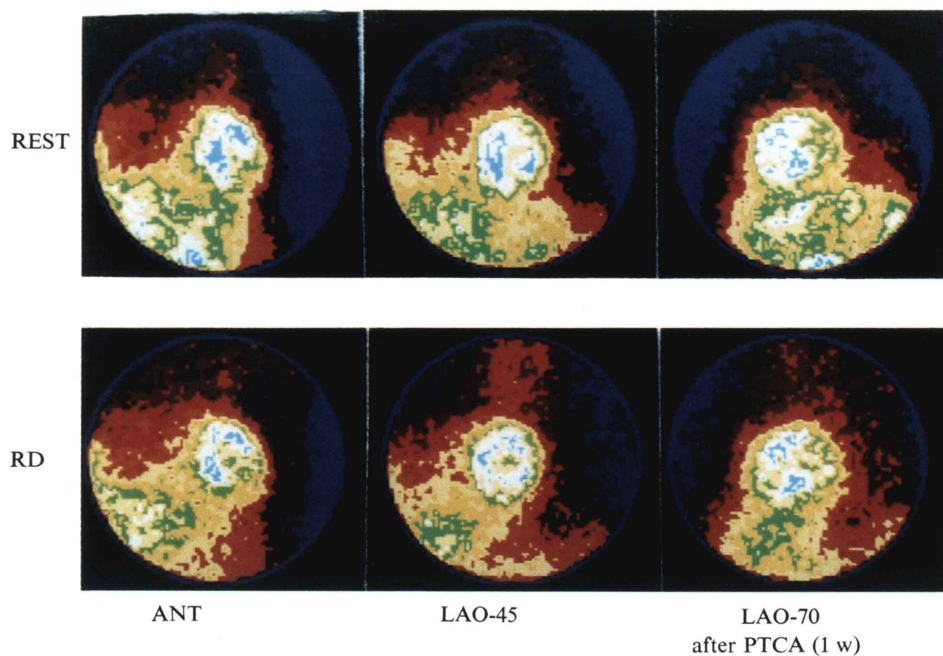 REST
RD
ANT
LAO-45
LAO-70
after PTCA (1 w)